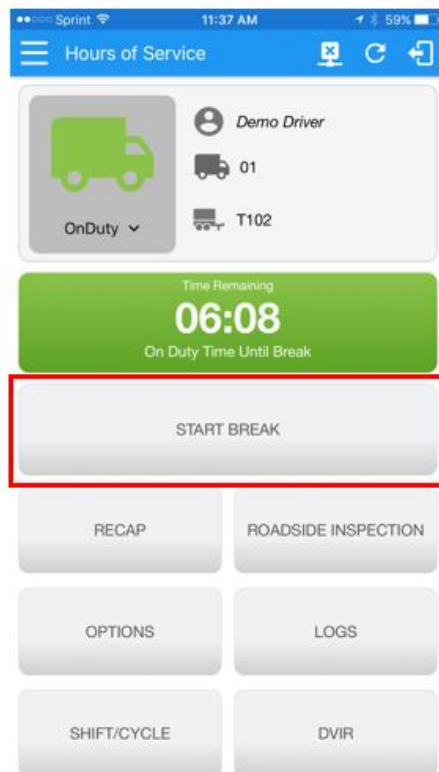 Sprint 11:37 AM 59%
Hours of Service
Demo Driver
01
OnDuty
T102
Time Remaining
06:08
On Duty Time Until Break
START BREAK
RECAP ROADSIDE INSPECTION
OPTIONS LOGS
SHIFT/CYCLE DVIR